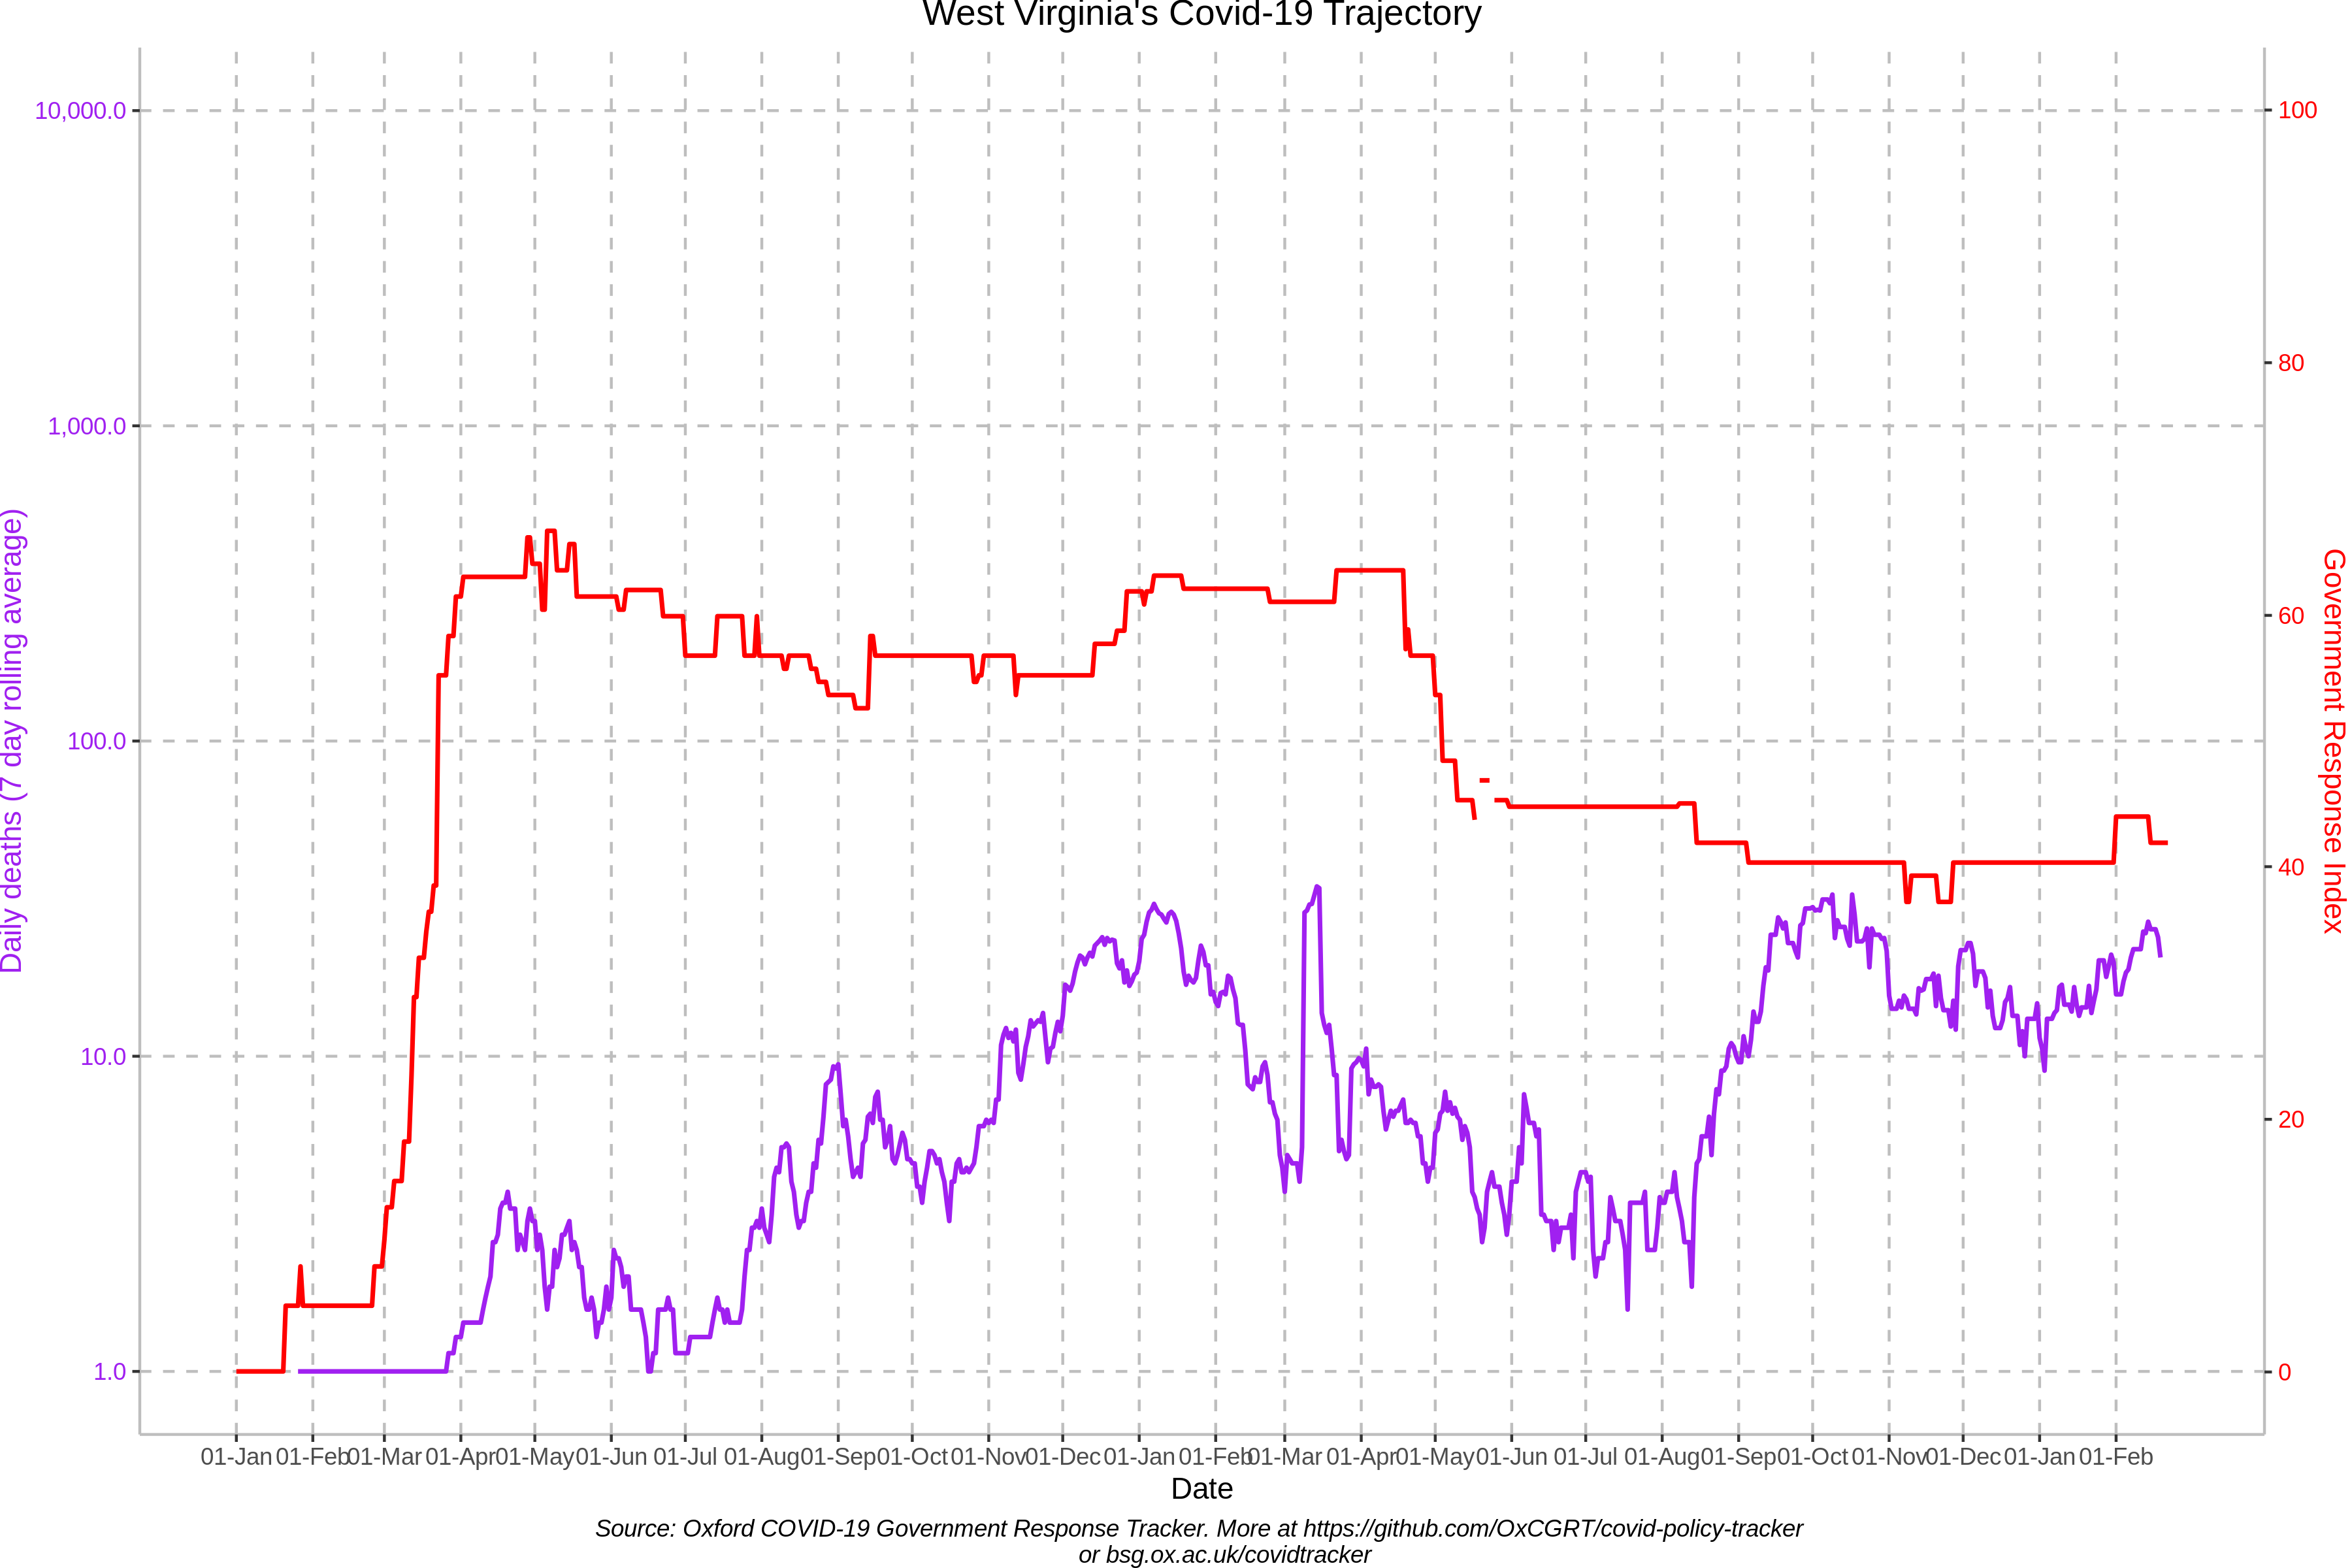 West Virginia's Covid-19 Trajectory
10,000.0
1,000.0
100.0
10.0
1.0
Daily deaths (7 day rolling average)
100
80
60
40
20
0
Government Response Index
01-Jan 01-Feb 01-Mar 01-Apr 01-May 01-Jun 01-Jul 01-Aug 01-Sep 01-Oct 01-Nov 01-Dec 01-Jan 01-Feb 01-Mar 01-Apr 01-May 01-Jun 01-Jul 01-Aug 01-Sep 01-Oct 01-Nov 01-Dec 01-Jan 01-Feb
Date
Source: Oxford COVID-19 Government Response Tracker. More at https://github.com/OxCGRT/covid-policy-tracker
or bsg.ox.ac.uk/covidtracker